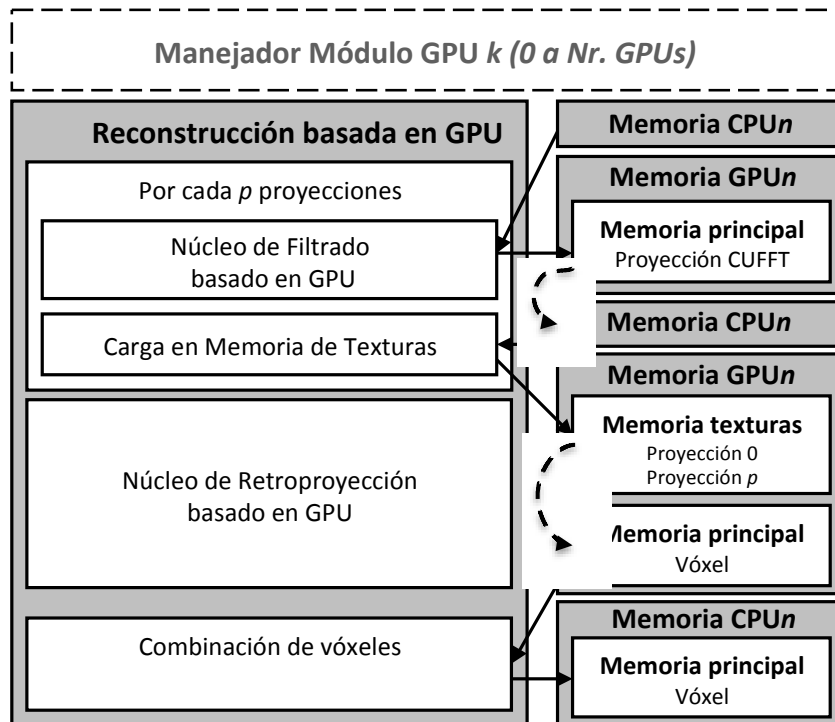 Manejador Módulo GPU k (0 a Nr. GPUs)
Reconstrucción basada en GPU
Por cada p proyecciones
Núcleo de Filtrado
basado en GPU
Carga en Memoria de Texturas
Núcleo de Retroproyección
basado en GPU
Combinación de vóxeles
Memoria CPUn
Memoria GPUn
Memoria principal
Proyección CUFFT
Memoria CPUn
Memoria GPUn
Memoria texturas
Proyección 0
Proyección p
Memoria principal
Vóxel
Memoria CPUn
Memoria principal
Vóxel